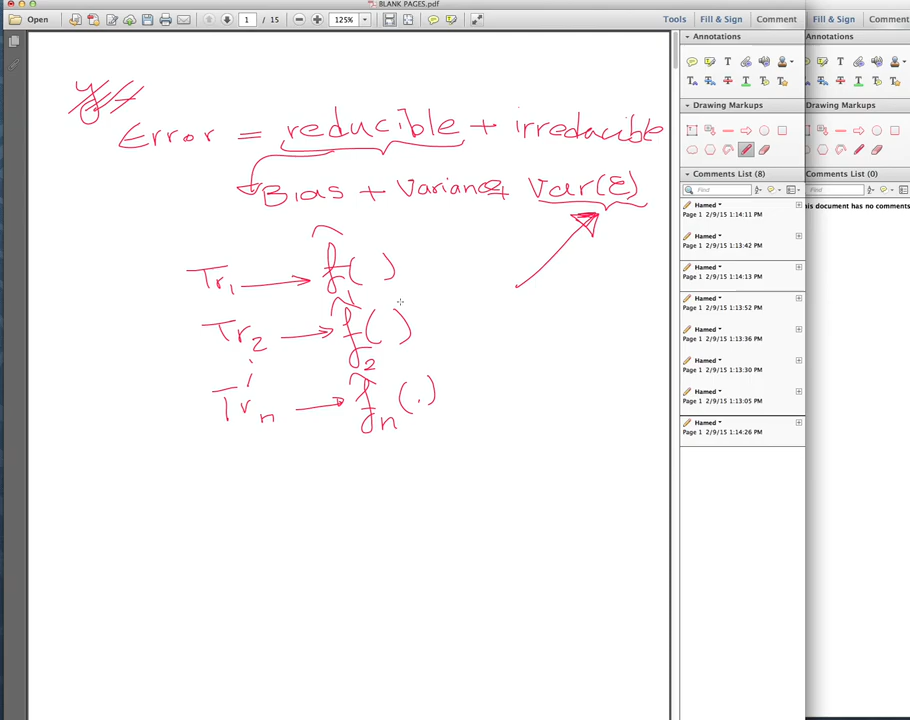 BLANK PAGES.pdf
Open 1 / 15 125% Tools Fill & Sign Comment Fill & Sign Comment
Annotations
Annotations
Drawing Markups
Drawing Markups
Comments List (8)
Comments List (0)
Find
Find
Hamed
Page 1 2/9/15 1:14:11 PM
his document has no comments
Hamed
Page 1 2/9/15 1:13:42 PM
Hamed
Page 1 2/9/15 1:14:13 PM
Hamed
Page 1 2/9/15 1:13:52 PM
Hamed
Page 1 2/9/15 1:13:36 PM
Hamed
Page 1 2/9/15 1:13:30 PM
Hamed
Page 1 2/9/15 1:13:05 PM
Hamed
Page 1 2/9/15 1:14:26 PM
Error = reducible + irreducible
Bias + Variance + Var(ε)
Tr1 → f̂1( )
Tr2 → f̂2( )
⋮
Trn → f̂n(.)